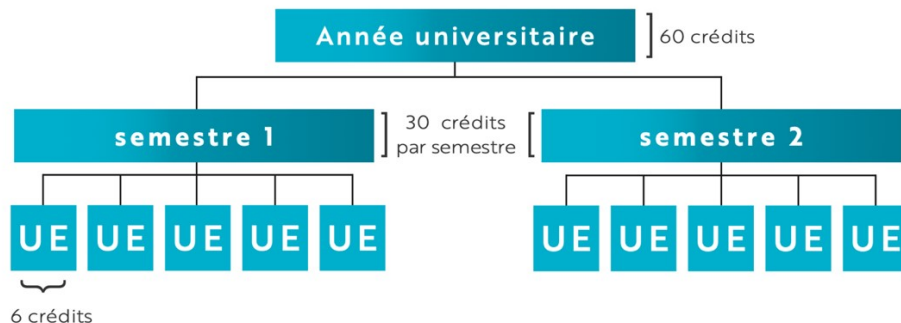 Année universitaire
60 crédits
semestre 1
30 crédits
par semestre
semestre 2
UE UE UE UE UE
UE UE UE UE UE
6 crédits